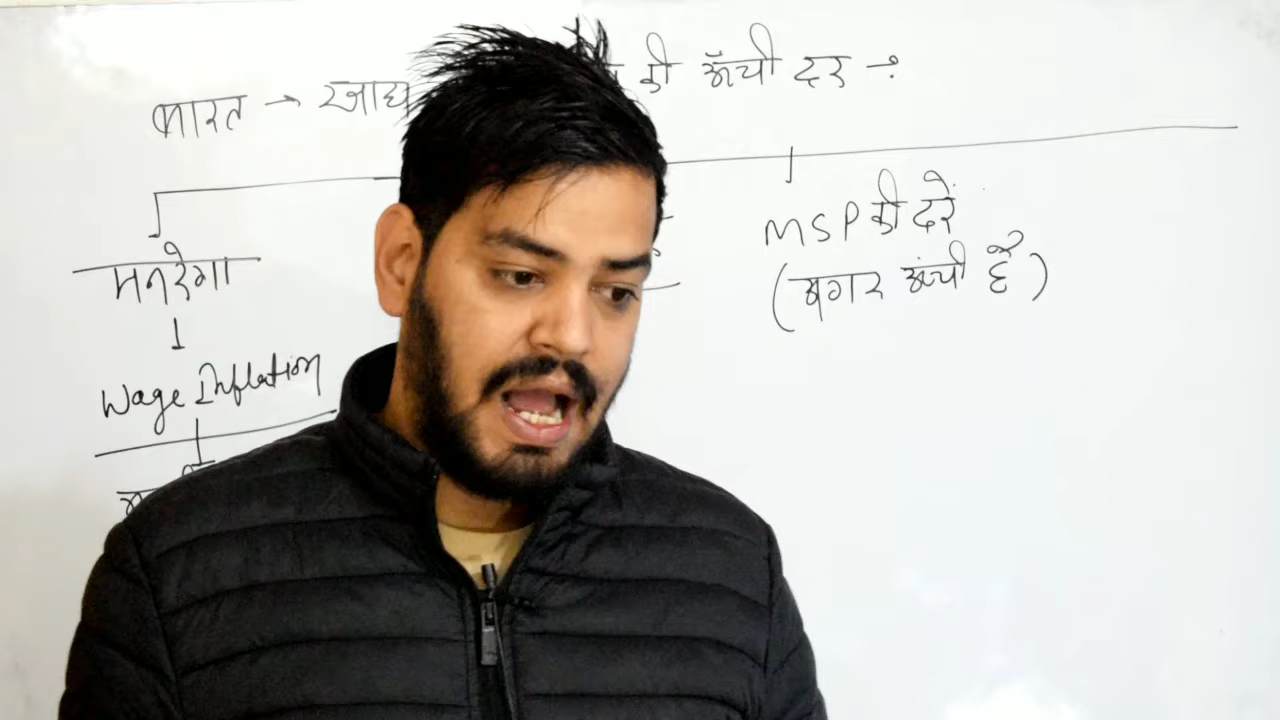 भारत → खाद्य की ऊँची दर -:
मनरेगा
Wage Inflation
MSP की दरें
(अगर ऊंची है)